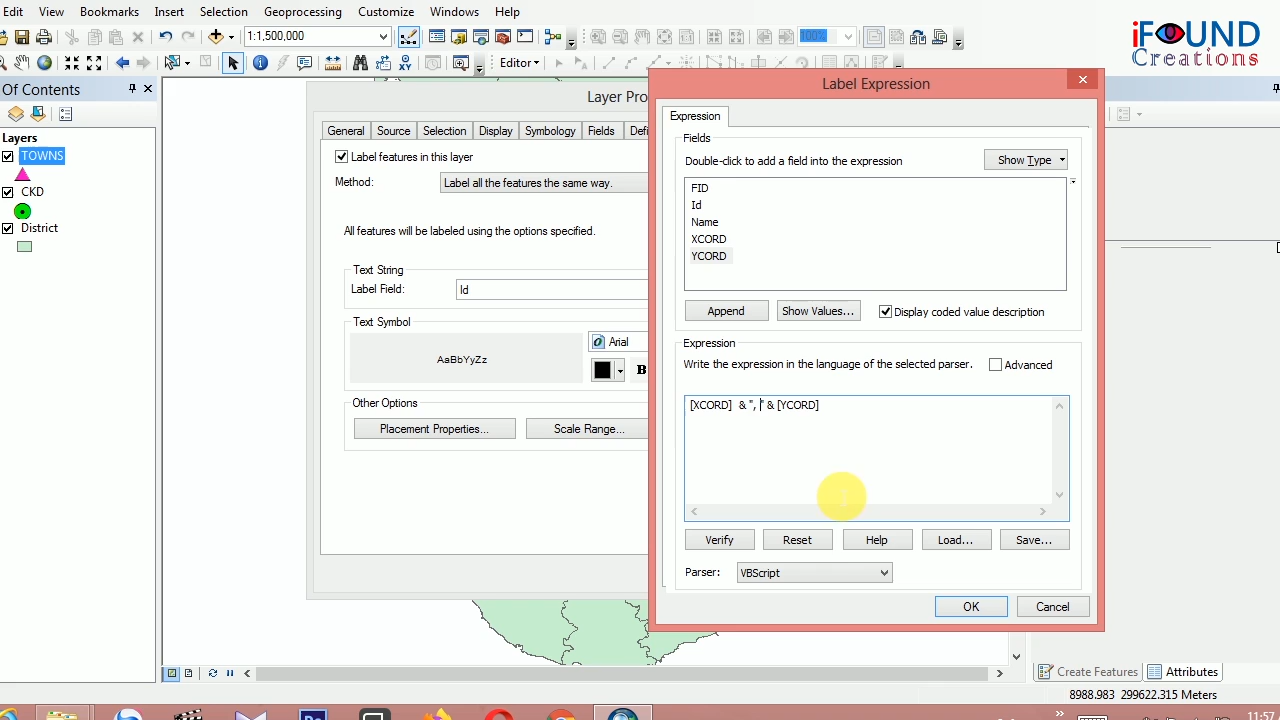 Edit View Bookmarks Insert Selection Geoprocessing Customize Windows Help
1:1,500,000 100%
Editor
iFOUND
Creations
Of Contents
Layers
TOWNS
CKD
District
Layer Pro
General Source Selection Display Symbology Fields Defi
Label features in this layer
Method: Label all the features the same way.
All features will be labeled using the options specified.
Text String
Label Field: Id
Text Symbol
AaBbYyZz
Arial
B
Other Options
Placement Properties... Scale Range...
Label Expression
Expression
Fields
Double-click to add a field into the expression Show Type
FID
Id
Name
XCORD
YCORD
Append Show Values... Display coded value description
Expression
Write the expression in the language of the selected parser. Advanced
[XCORD] & ", " & [YCORD]
Verify Reset Help Load... Save...
Parser: VBScript
OK Cancel
Create Features Attributes
8988.983 299622.315 Meters
11:57